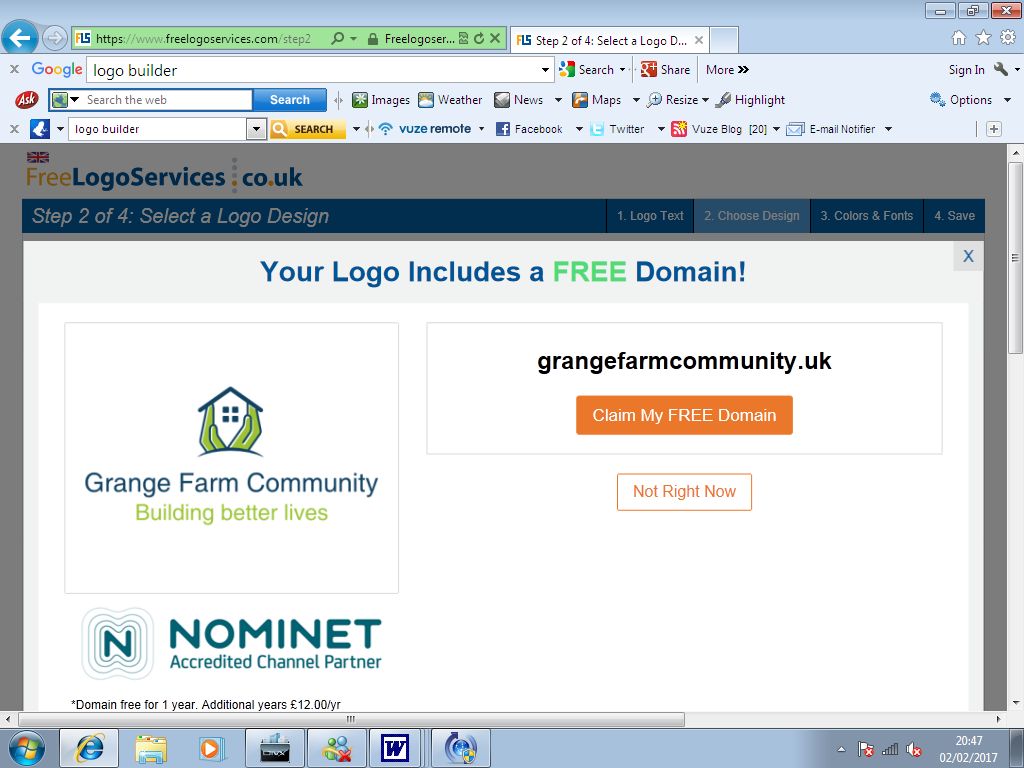 https://www.freelogoservices.com/step2
Freelogoser...
FLS Step 2 of 4: Select a Logo D...
x Google logo builder Search Share More » Sign In
Ask Search the web Search Images Weather News Maps Resize Highlight Options
x logo builder SEARCH vuze remote Facebook Twitter Vuze Blog [20] E-mail Notifier
FreeLogoServices.co.uk
Step 2 of 4: Select a Logo Design
1. Logo Text
2. Choose Design
3. Colors & Fonts
4. Save
X
Your Logo Includes a FREE Domain!
Grange Farm Community
Building better lives
grangefarmcommunity.uk
Claim My FREE Domain
Not Right Now
N NOMINET
Accredited Channel Partner
*Domain free for 1 year. Additional years £12.00/yr
DIVX
W
20:47
02/02/2017